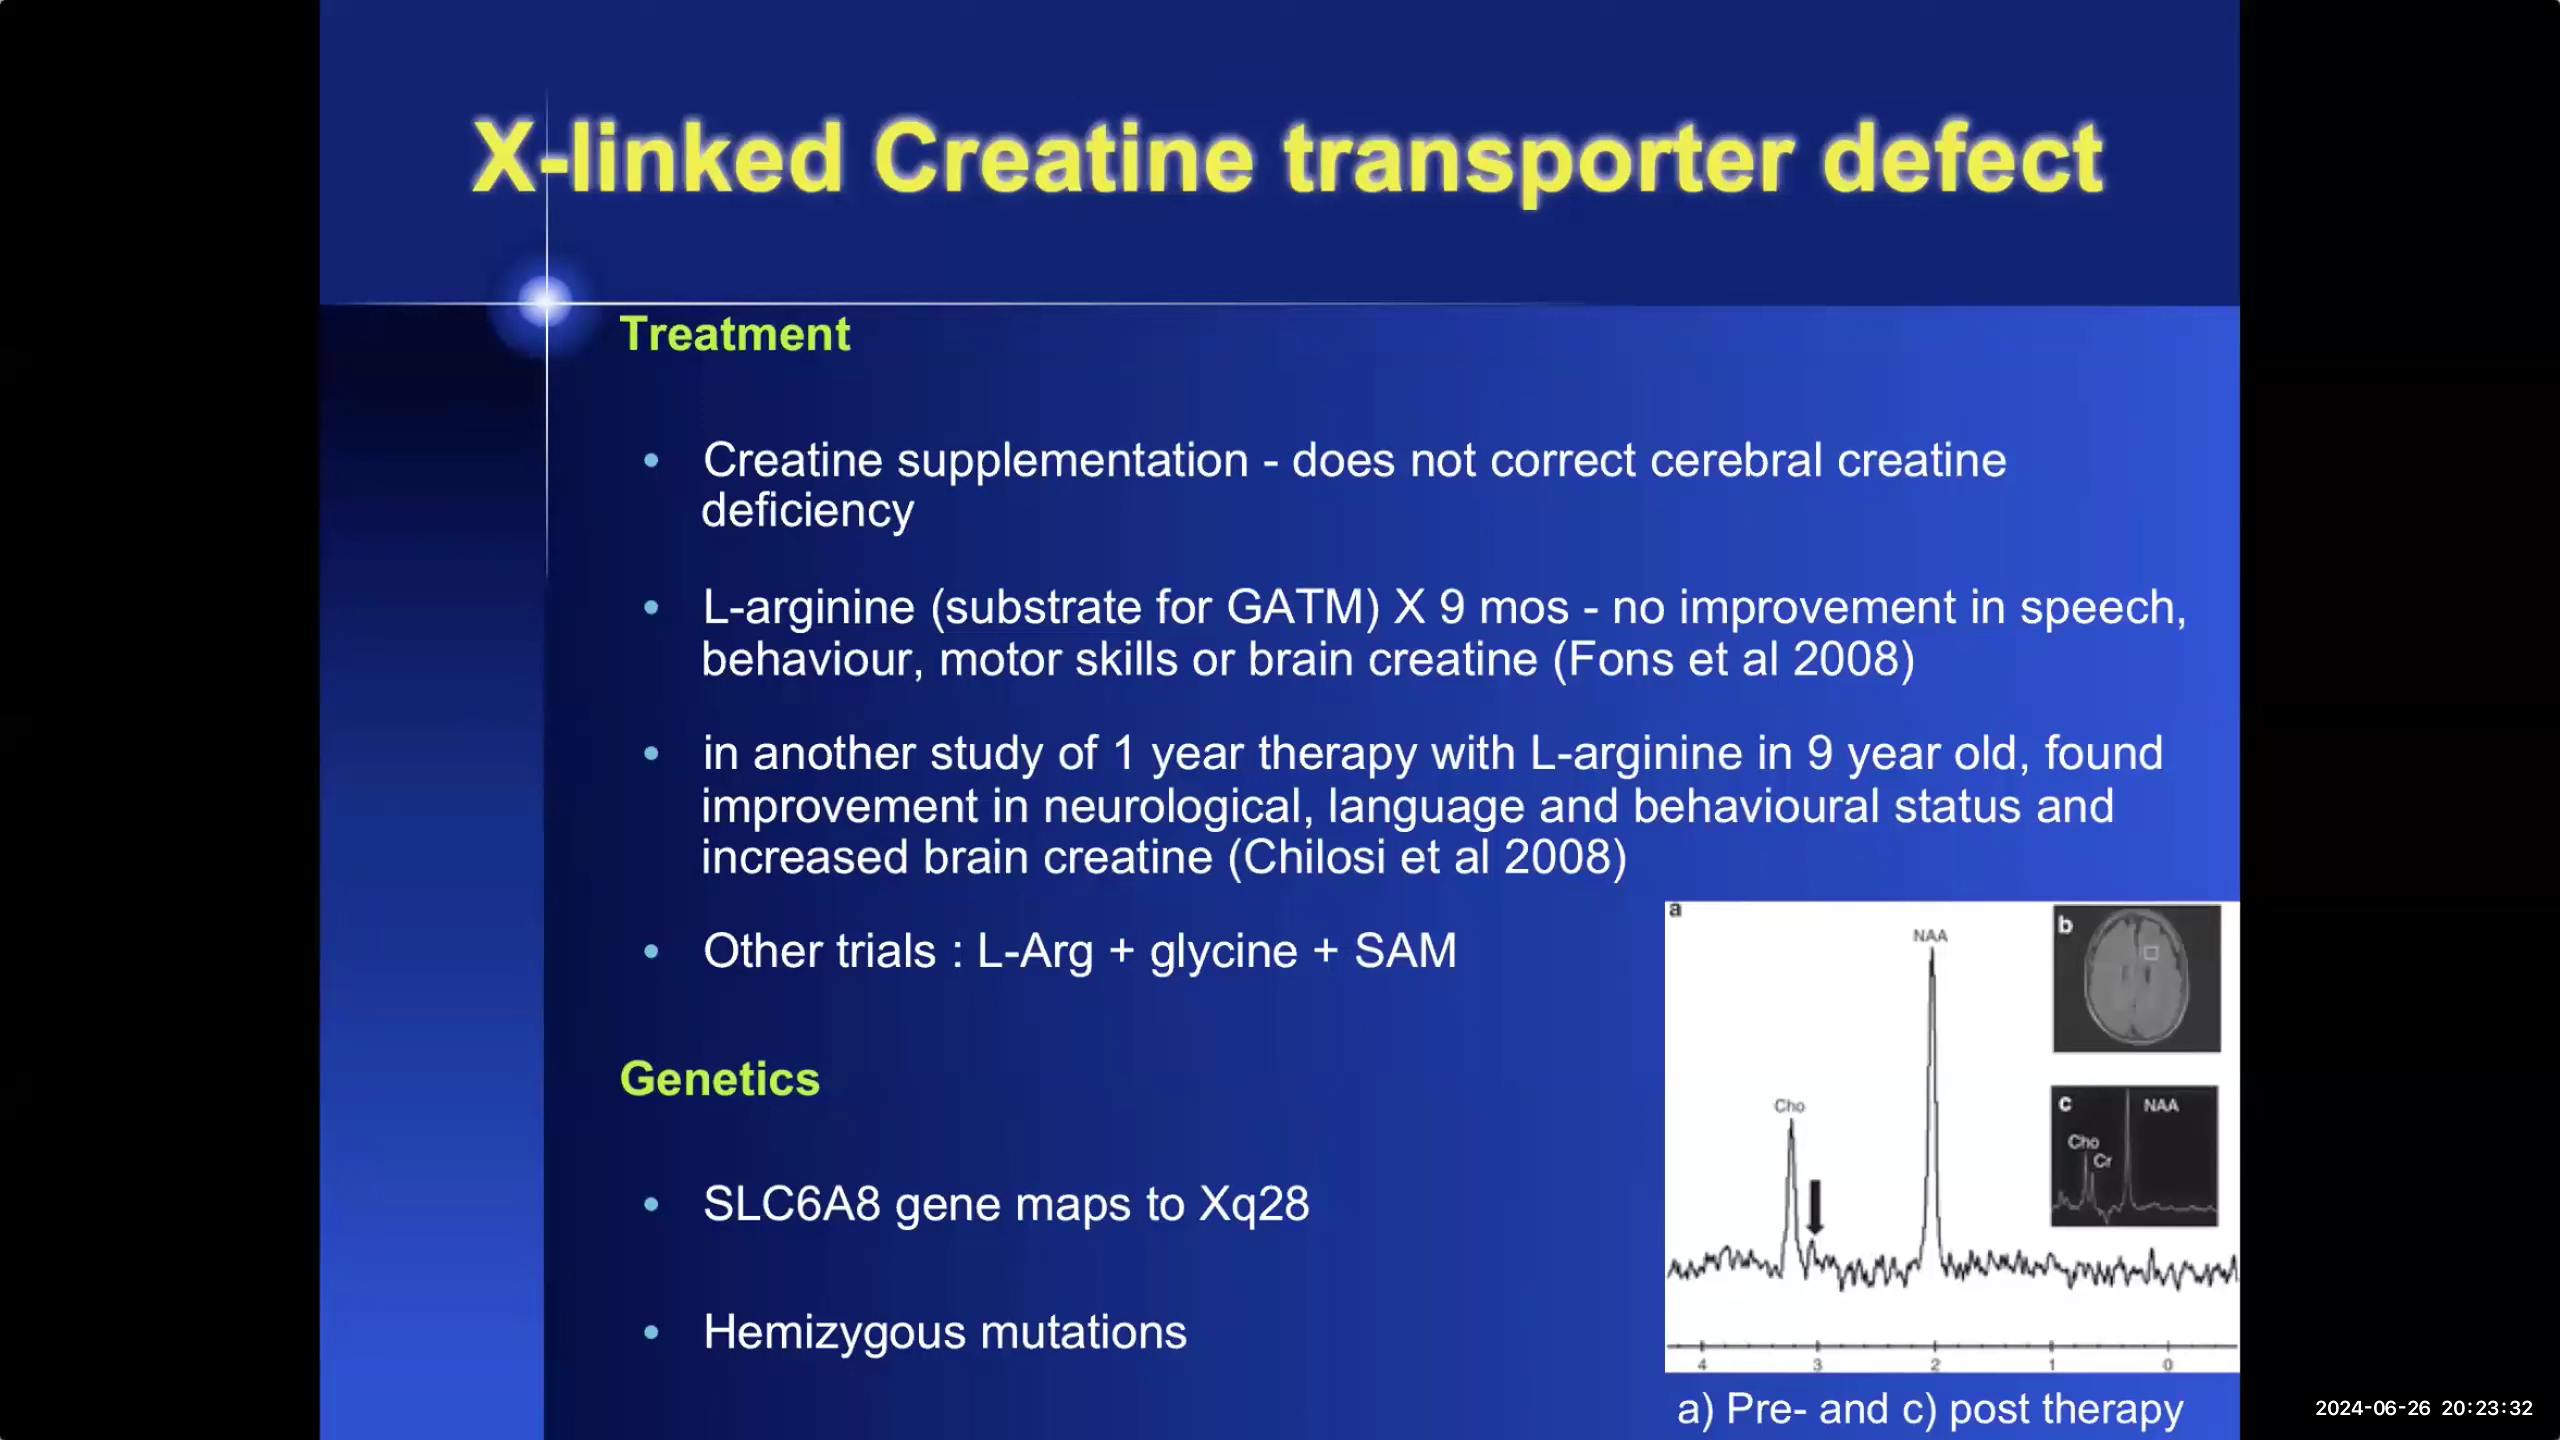 X-linked Creatine transporter defect
Treatment
• Creatine supplementation - does not correct cerebral creatine
deficiency
• L-arginine (substrate for GATM) X 9 mos - no improvement in speech,
behaviour, motor skills or brain creatine (Fons et al 2008)
• in another study of 1 year therapy with L-arginine in 9 year old, found
improvement in neurological, language and behavioural status and
increased brain creatine (Chilosi et al 2008)
• Other trials : L-Arg + glycine + SAM
Genetics
• SLC6A8 gene maps to Xq28
• Hemizygous mutations
a
NAA
Cho
4 3 2 1 0
b
c
NAA
Cho
Cr
a) Pre- and c) post therapy
2024-06-26 20:23:32